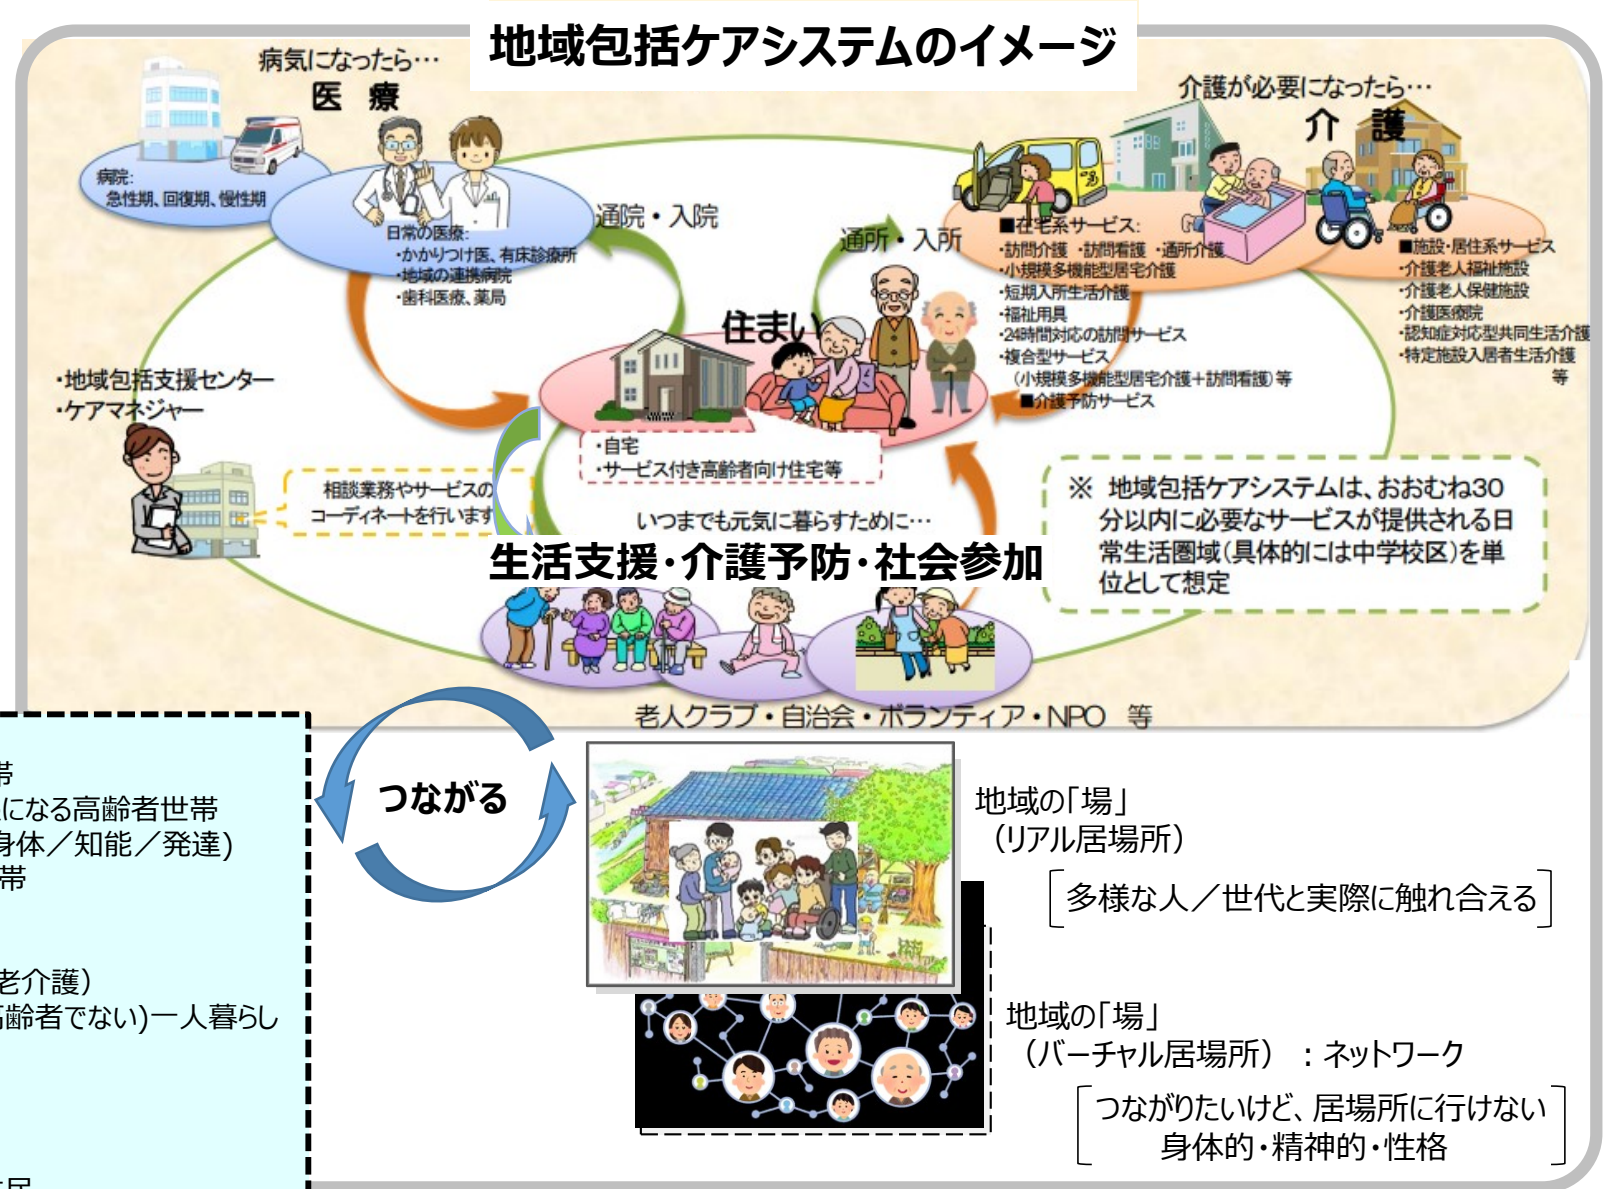 地域包括ケアシステムのイメージ
病気になったら…
医 療
病院:
急性期、回復期、慢性期
日常の医療:
・かかりつけ医、有床診療所
・地域の連携病院
・歯科医療、薬局
通院・入院
通所・入所
介護が必要になったら…
介 護
■在宅系サービス:
・訪問介護 ・訪問看護 ・通所介護
・小規模多機能型居宅介護
・短期入所生活介護
・福祉用具
・24時間対応の訪問サービス
・複合型サービス
(小規模多機能型居宅介護＋訪問看護)等
■介護予防サービス
■施設・居住系サービス
・介護老人福祉施設
・介護老人保健施設
・介護医療院
・認知症対応型共同生活介護
・特定施設入居者生活介護
等
住まい
・自宅
・サービス付き高齢者向け住宅等
・地域包括支援センター
・ケアマネジャー
相談業務やサービスの
コーディネートを行います
いつまでも元気に暮らすために…
生活支援・介護予防・社会参加
※ 地域包括ケアシステムは、おおむね30
分以内に必要なサービスが提供される日
常生活圏域(具体的には中学校区)を単
位として想定
老人クラブ・自治会・ボランティア・NPO 等
帯
になる高齢者世帯
身体／知能／発達)
帯
老介護）
高齢者でない)一人暮らし
つながる
地域の「場」
（リアル居場所）
多様な人／世代と実際に触れ合える
地域の「場」
（バーチャル居場所）：ネットワーク
つながりたいけど、居場所に行けない
身体的・精神的・性格